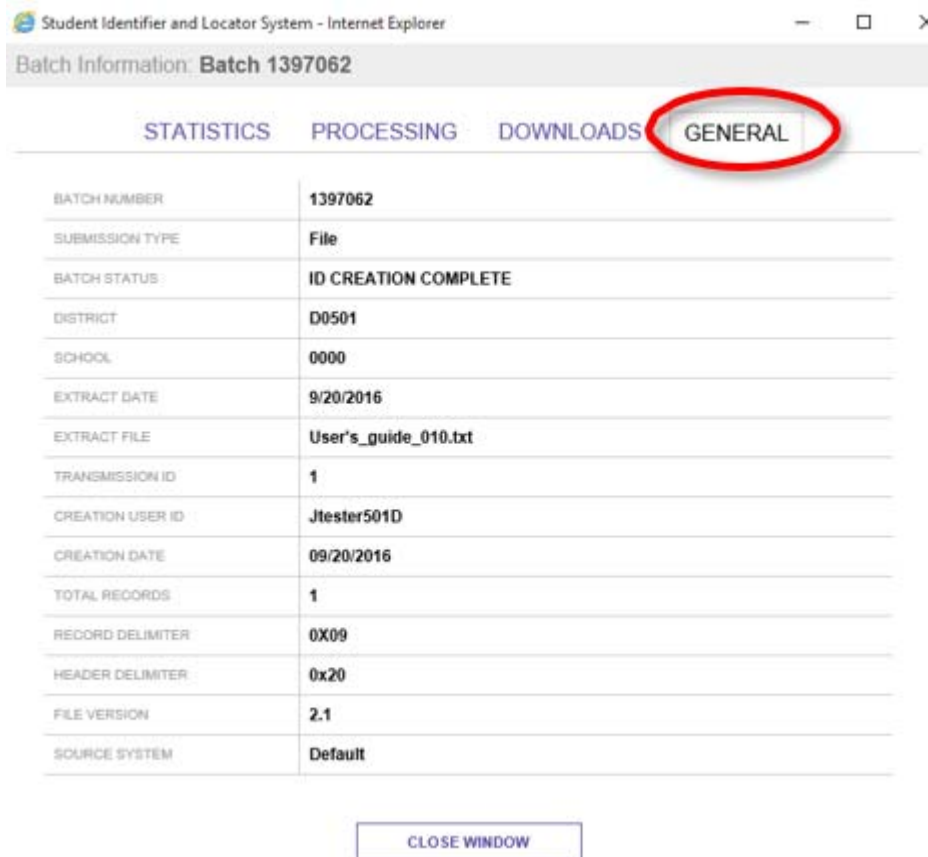 Student Identifier and Locator System - Internet Explorer
Batch Information: Batch 1397062
STATISTICS PROCESSING DOWNLOADS GENERAL
BATCH NUMBER 1397062
SUBMISSION TYPE File
BATCH STATUS ID CREATION COMPLETE
DISTRICT D0501
SCHOOL 0000
EXTRACT DATE 9/20/2016
EXTRACT FILE User's_guide_010.txt
TRANSMISSION ID 1
CREATION USER ID Jtester501D
CREATION DATE 09/20/2016
TOTAL RECORDS 1
RECORD DELIMITER 0X09
HEADER DELIMITER 0x20
FILE VERSION 2.1
SOURCE SYSTEM Default
CLOSE WINDOW